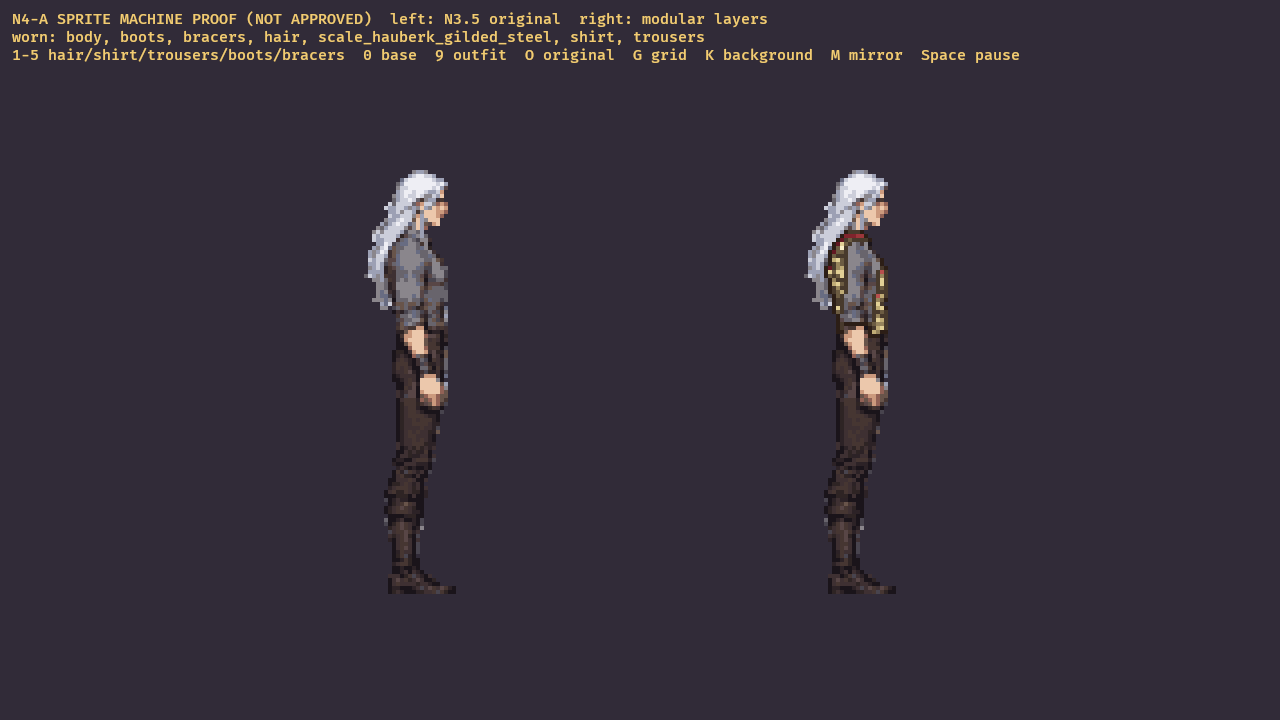 N4-A SPRITE MACHINE PROOF (NOT APPROVED)  left: N3.5 original  right: modular layers
worn: body, boots, bracers, hair, scale_hauberk_gilded_steel, shirt, trousers
1-5 hair/shirt/trousers/boots/bracers  0 base  9 outfit  O original  G grid  K background  M mirror  Space pause